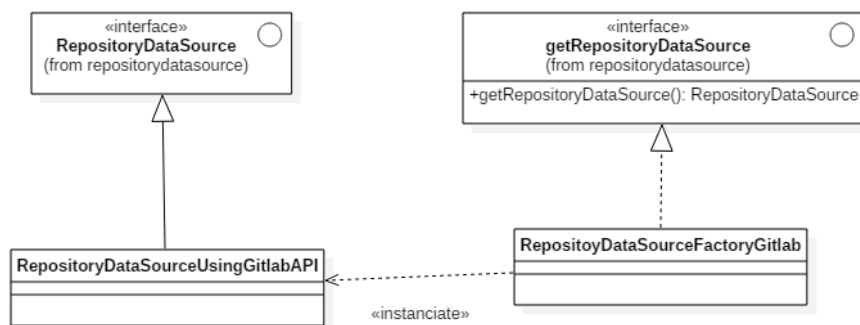 «interface»
RepositoryDataSource
(from repositorydatasource)
«interface»
getRepositoryDataSource
(from repositorydatasource)
+getRepositoryDataSource(): RepositoryDataSource
RepositoryDataSourceUsingGitlabAPI
RepositoyDataSourceFactoryGitlab
«instanciate»